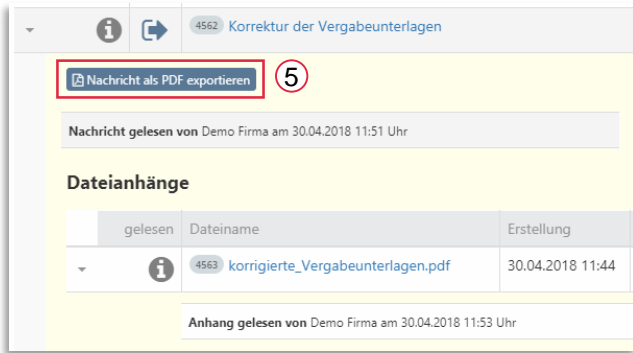 4562 Korrektur der Vergabeunterlagen
Nachricht als PDF exportieren 5
Nachricht gelesen von Demo Firma am 30.04.2018 11:51 Uhr
Dateianhänge
gelesen Dateiname Erstellung
4563 korrigierte_Vergabeunterlagen.pdf 30.04.2018 11:44
Anhang gelesen von Demo Firma am 30.04.2018 11:53 Uhr